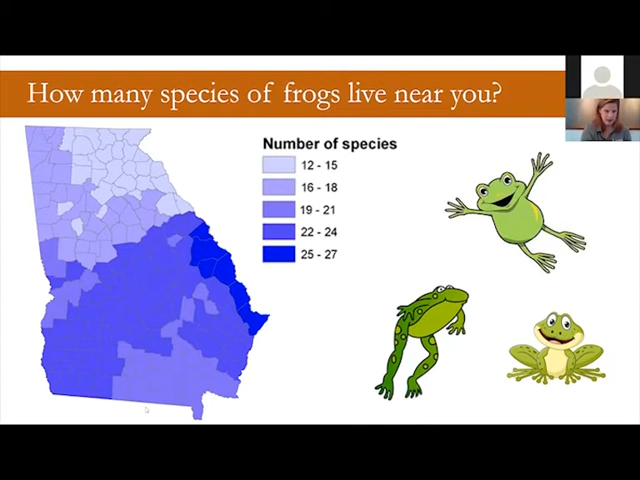 How many species of frogs live near you?
Number of species
12 - 15
16 - 18
19 - 21
22 - 24
25 - 27